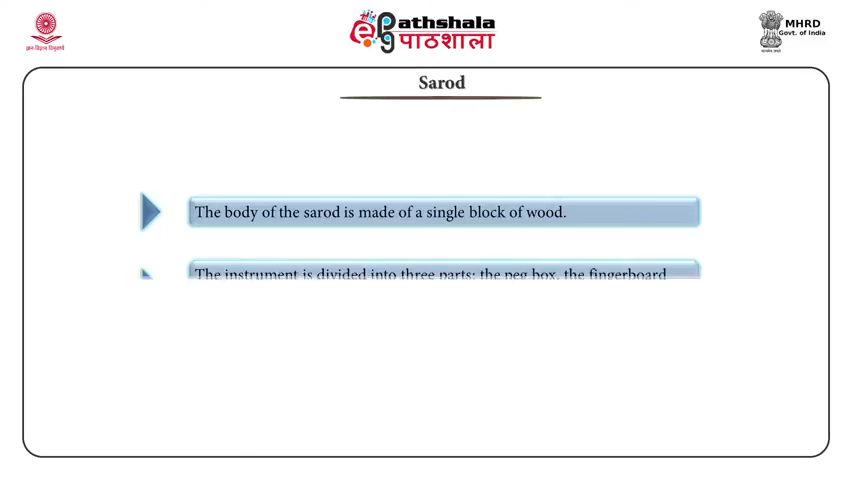 ePG Pathshala
पाठशाला
MHRD
Govt. of India
Sarod
The body of the sarod is made of a single block of wood.
The instrument is divided into three parts: the peg box, the fingerboard